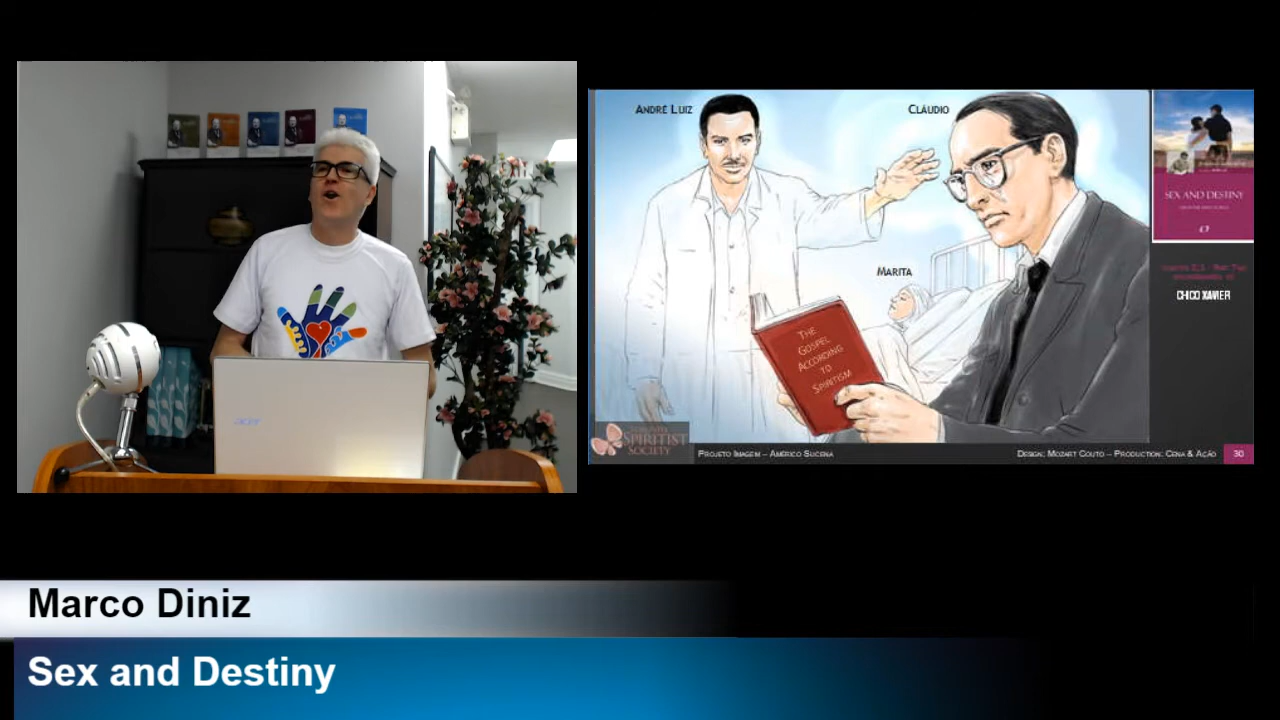 acer
ANDRÉ LUIZ
CLÁUDIO
MARITA
THE
GOSPEL
ACCORDING
TO
SPIRITISM
SEX AND DESTINY
CHICO XAVIER
SPIRITIST
SOCIETY
PROJETO IMAGEM – AMÉRICO SUCENA
DESIGN: MOZART COUTO – PRODUCTION: CENA & AÇÃO
30
Marco Diniz
Sex and Destiny